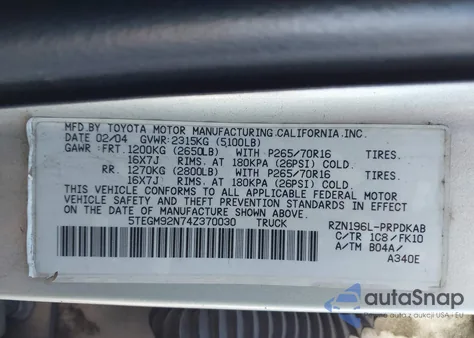 MFD.BY TOYOTA MOTOR MANUFACTURING,CALIFORNIA,INC.
DATE 02/04 GVWR:2315KG (5100LB)
GAWR : FRT. 1200KG (2650LB) WITH P265/70R16 TIRES.
16X7J RIMS. AT 180KPA (26PSI) COLD.
RR. 1270KG (2800LB) WITH P265/70R16 TIRES.
16X7J RIMS. AT 180KPA (26PSI) COLD.
THIS VEHICLE CONFORMS TO ALL APPLICABLE FEDERAL MOTOR
VEHICLE SAFETY AND THEFT PREVENTION STANDARDS IN
EFFECT ON THE DATE OF MANUFACTURE SHOWN ABOVE.
5TEGM92N74Z370030 TRUCK
RZN196L-PRPDKAB
C/TR 1C8 / FK10
A/TM B04A/
A340E
autoSnap